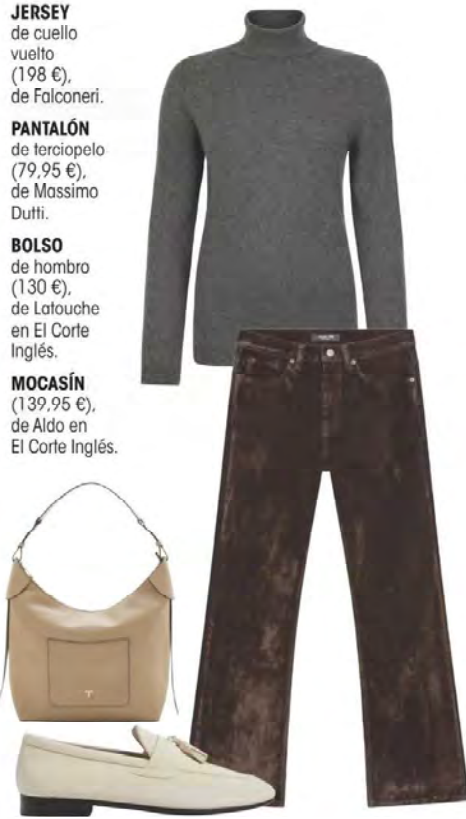 JERSEY
de cuello
vuelto
(198 €),
de Falconeri.
PANTALÓN
de terciopelo
(79,95 €),
de Massimo
Dutti.
BOLSO
de hombro
(130 €),
de Latouche
en El Corte
Inglés.
MOCASÍN
(139,95 €),
de Aldo en
El Corte Inglés.